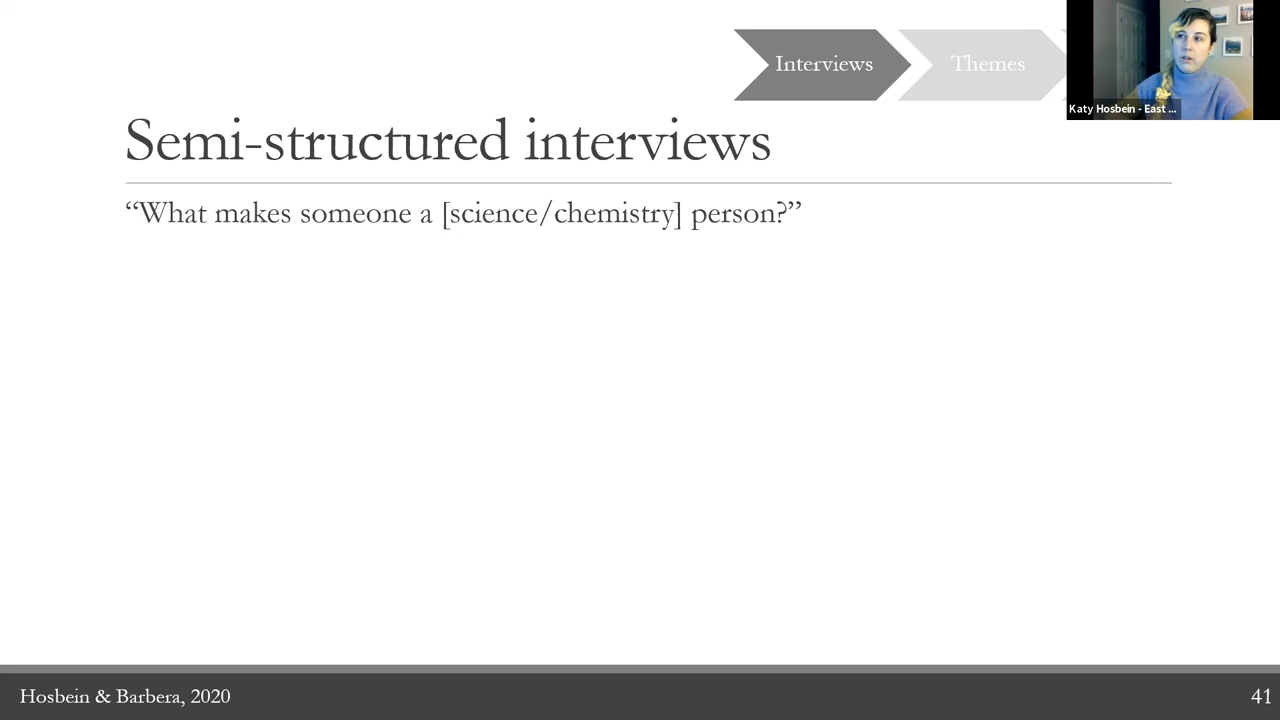 Interviews
Themes
Katy Hosbein - East ...
Semi-structured interviews
“What makes someone a [science/chemistry] person?”
Hosbein & Barbera, 2020
41